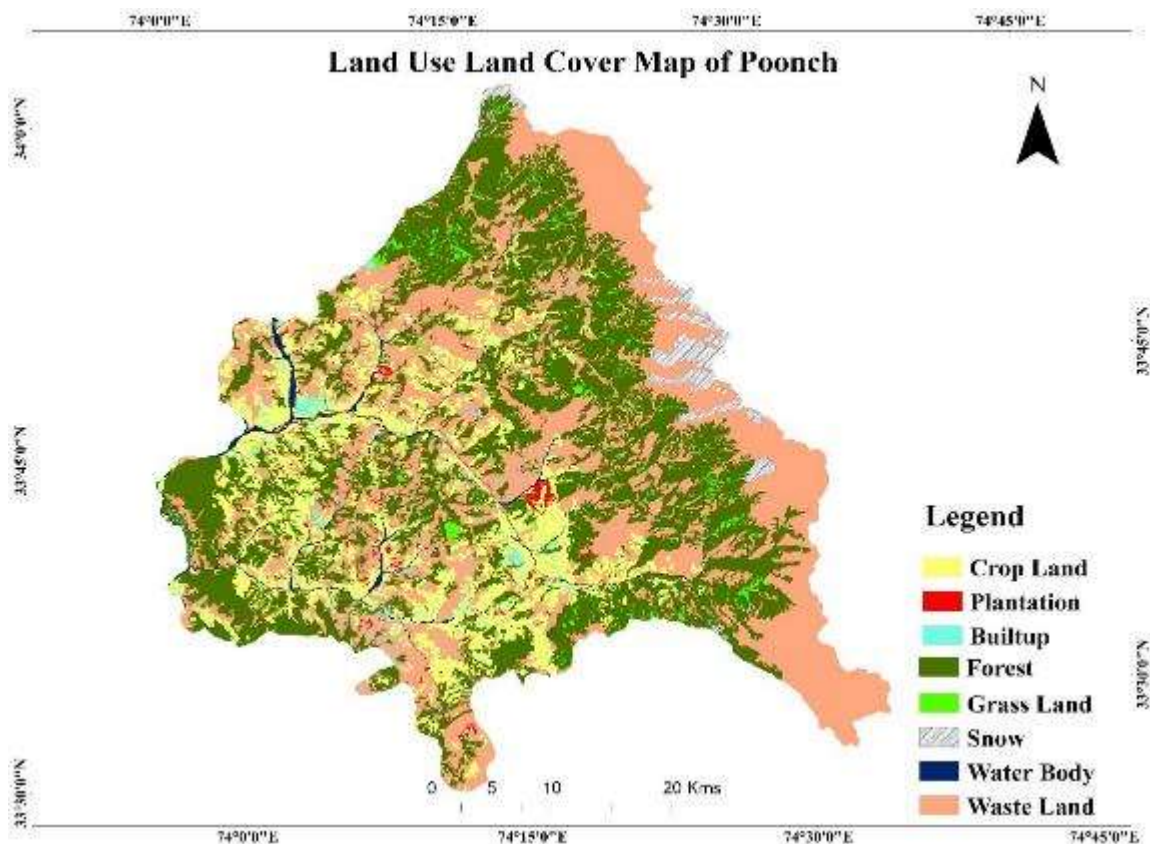 74°0'0"E 74°15'0"E 74°30'0"E 74°45'0"E
Land Use Land Cover Map of Poonch
N
34°0'0"N
33°45'0"N
33°45'0"N
33°30'0"N
33°30'0"N
Legend
Crop Land
Plantation
Builtup
Forest
Grass Land
Snow
Water Body
Waste Land
0 5 10 20 Kms
74°0'0"E 74°15'0"E 74°30'0"E 74°45'0"E